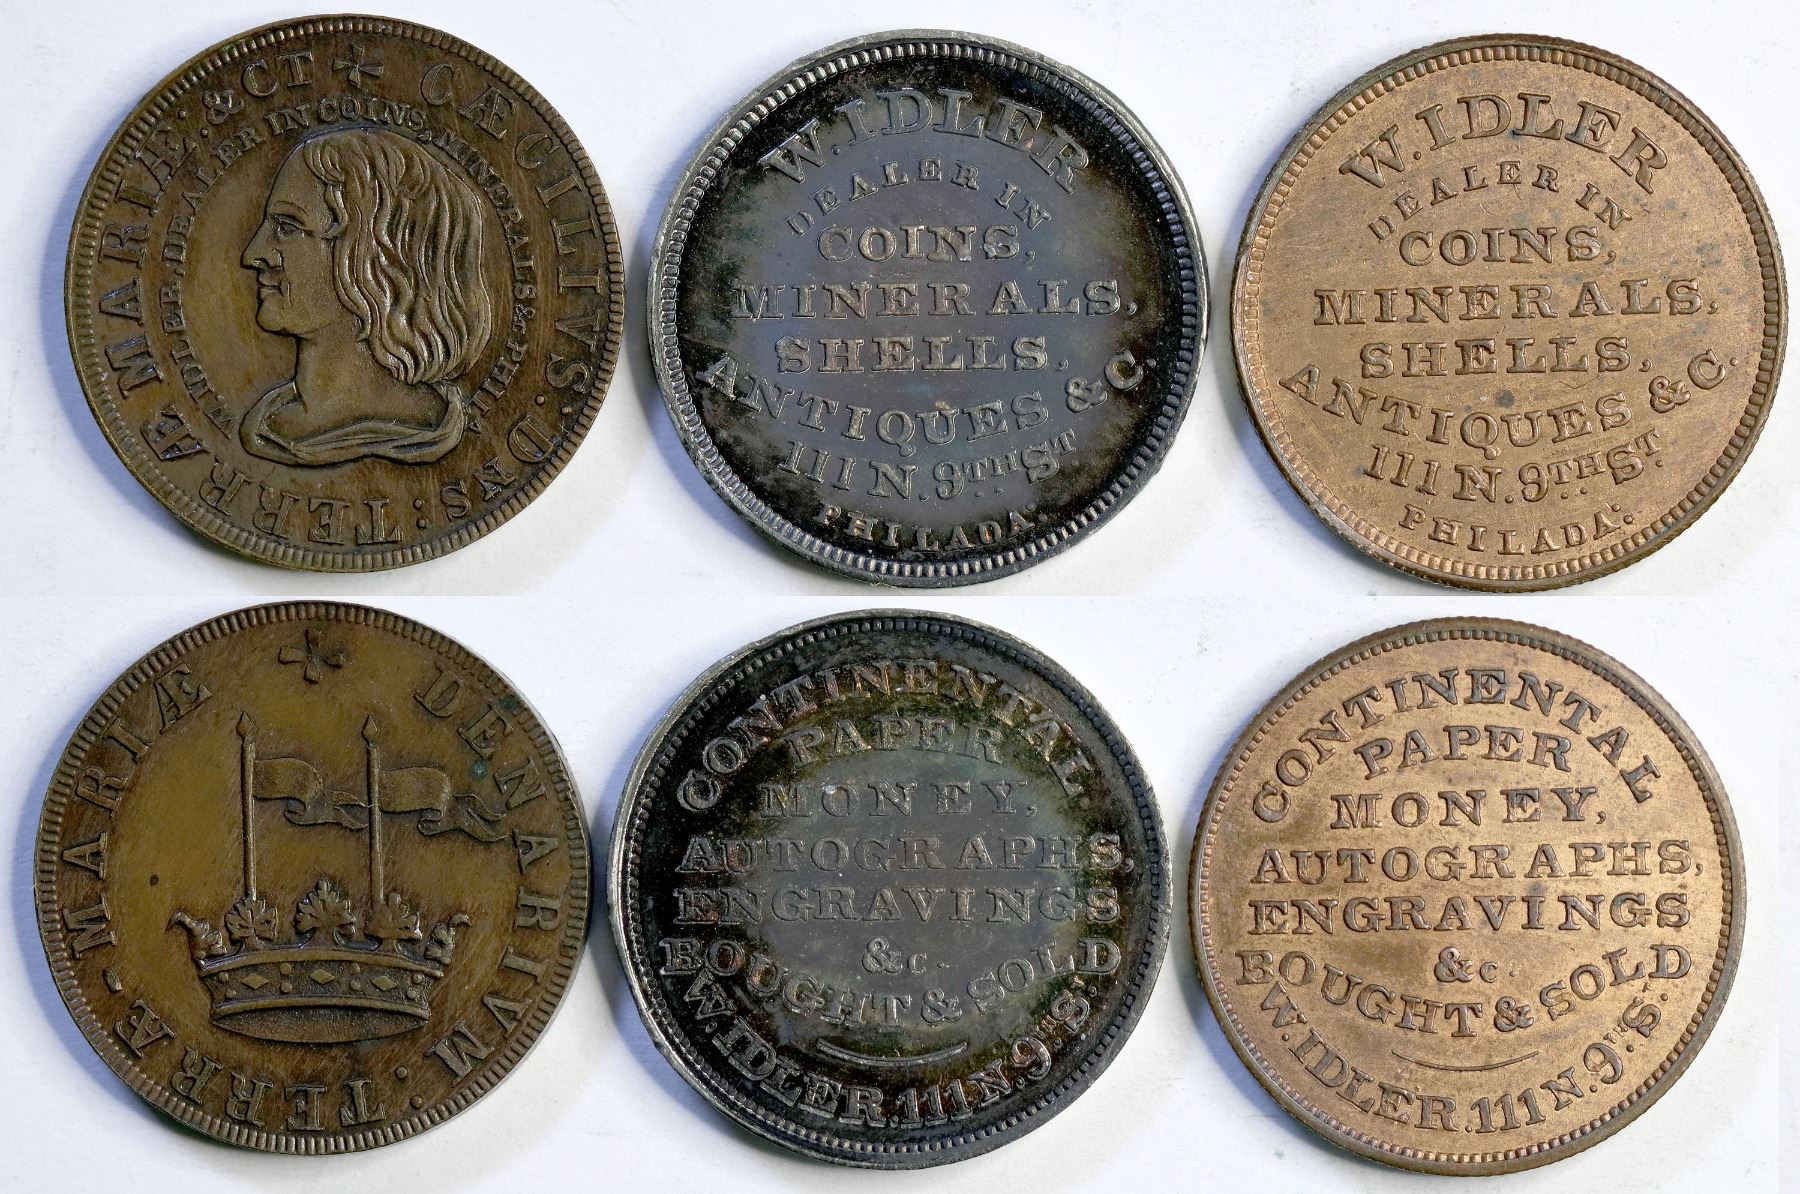 CÆCILIVS: DNS: TERRÆ MARIÆ: & CT
W. IDLER, DEALER IN COINS, MINERALS & PHILA
W. IDLER
DEALER IN
COINS,
MINERALS,
SHELLS,
ANTIQUES & C.
111 N. 9TH ST.
PHILADA:
W. IDLER
DEALER IN
COINS,
MINERALS,
SHELLS,
ANTIQUES & C.
111 N. 9TH ST.
PHILADA:
DENARIVM: TERRÆ-MARIÆ
CONTINENTAL
PAPER
MONEY,
AUTOGRAPHS,
ENGRAVINGS
&c.
BOUGHT & SOLD
W. IDLER. 111 N. 9TH ST.
CONTINENTAL
PAPER
MONEY,
AUTOGRAPHS,
ENGRAVINGS
&c.
BOUGHT & SOLD
W. IDLER. 111 N. 9TH ST.